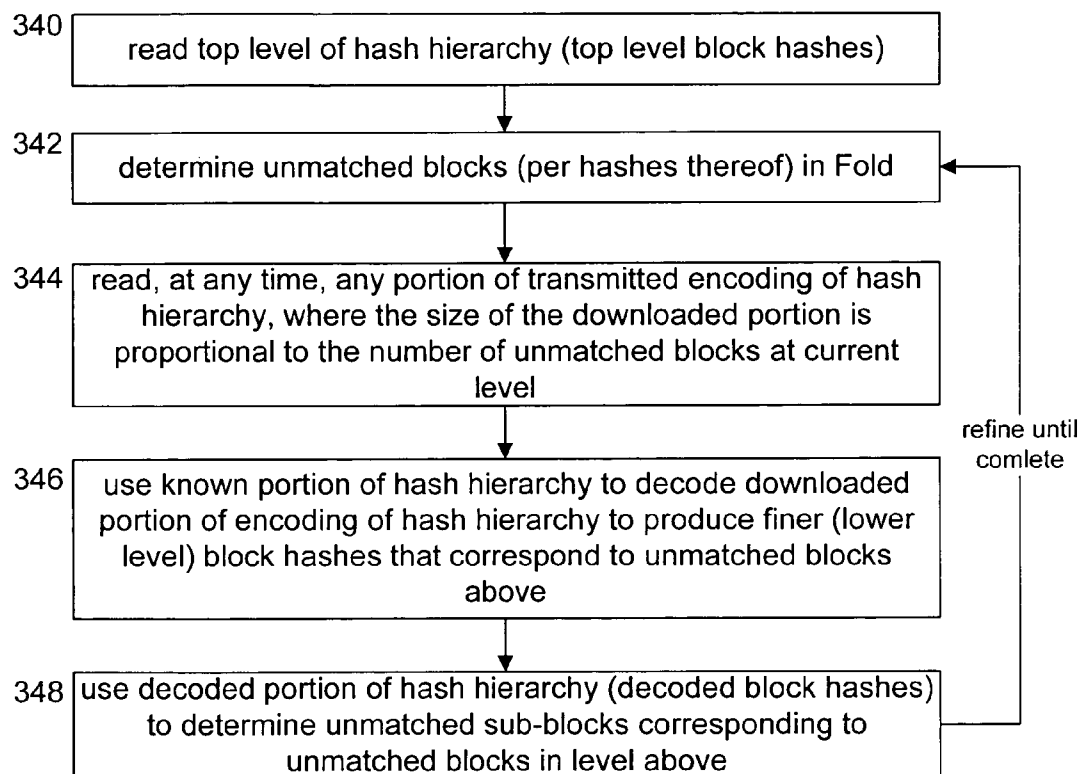 340
read top level of hash hierarchy (top level block hashes)
342
determine unmatched blocks (per hashes thereof) in Fold
344
read, at any time, any portion of transmitted encoding of hash
hierarchy, where the size of the downloaded portion is
proportional to the number of unmatched blocks at current
level
refine until
comlete
346
use known portion of hash hierarchy to decode downloaded
portion of encoding of hash hierarchy to produce finer (lower
level) block hashes that correspond to unmatched blocks
above
348
use decoded portion of hash hierarchy (decoded block hashes)
to determine unmatched sub-blocks corresponding to
unmatched blocks in level above